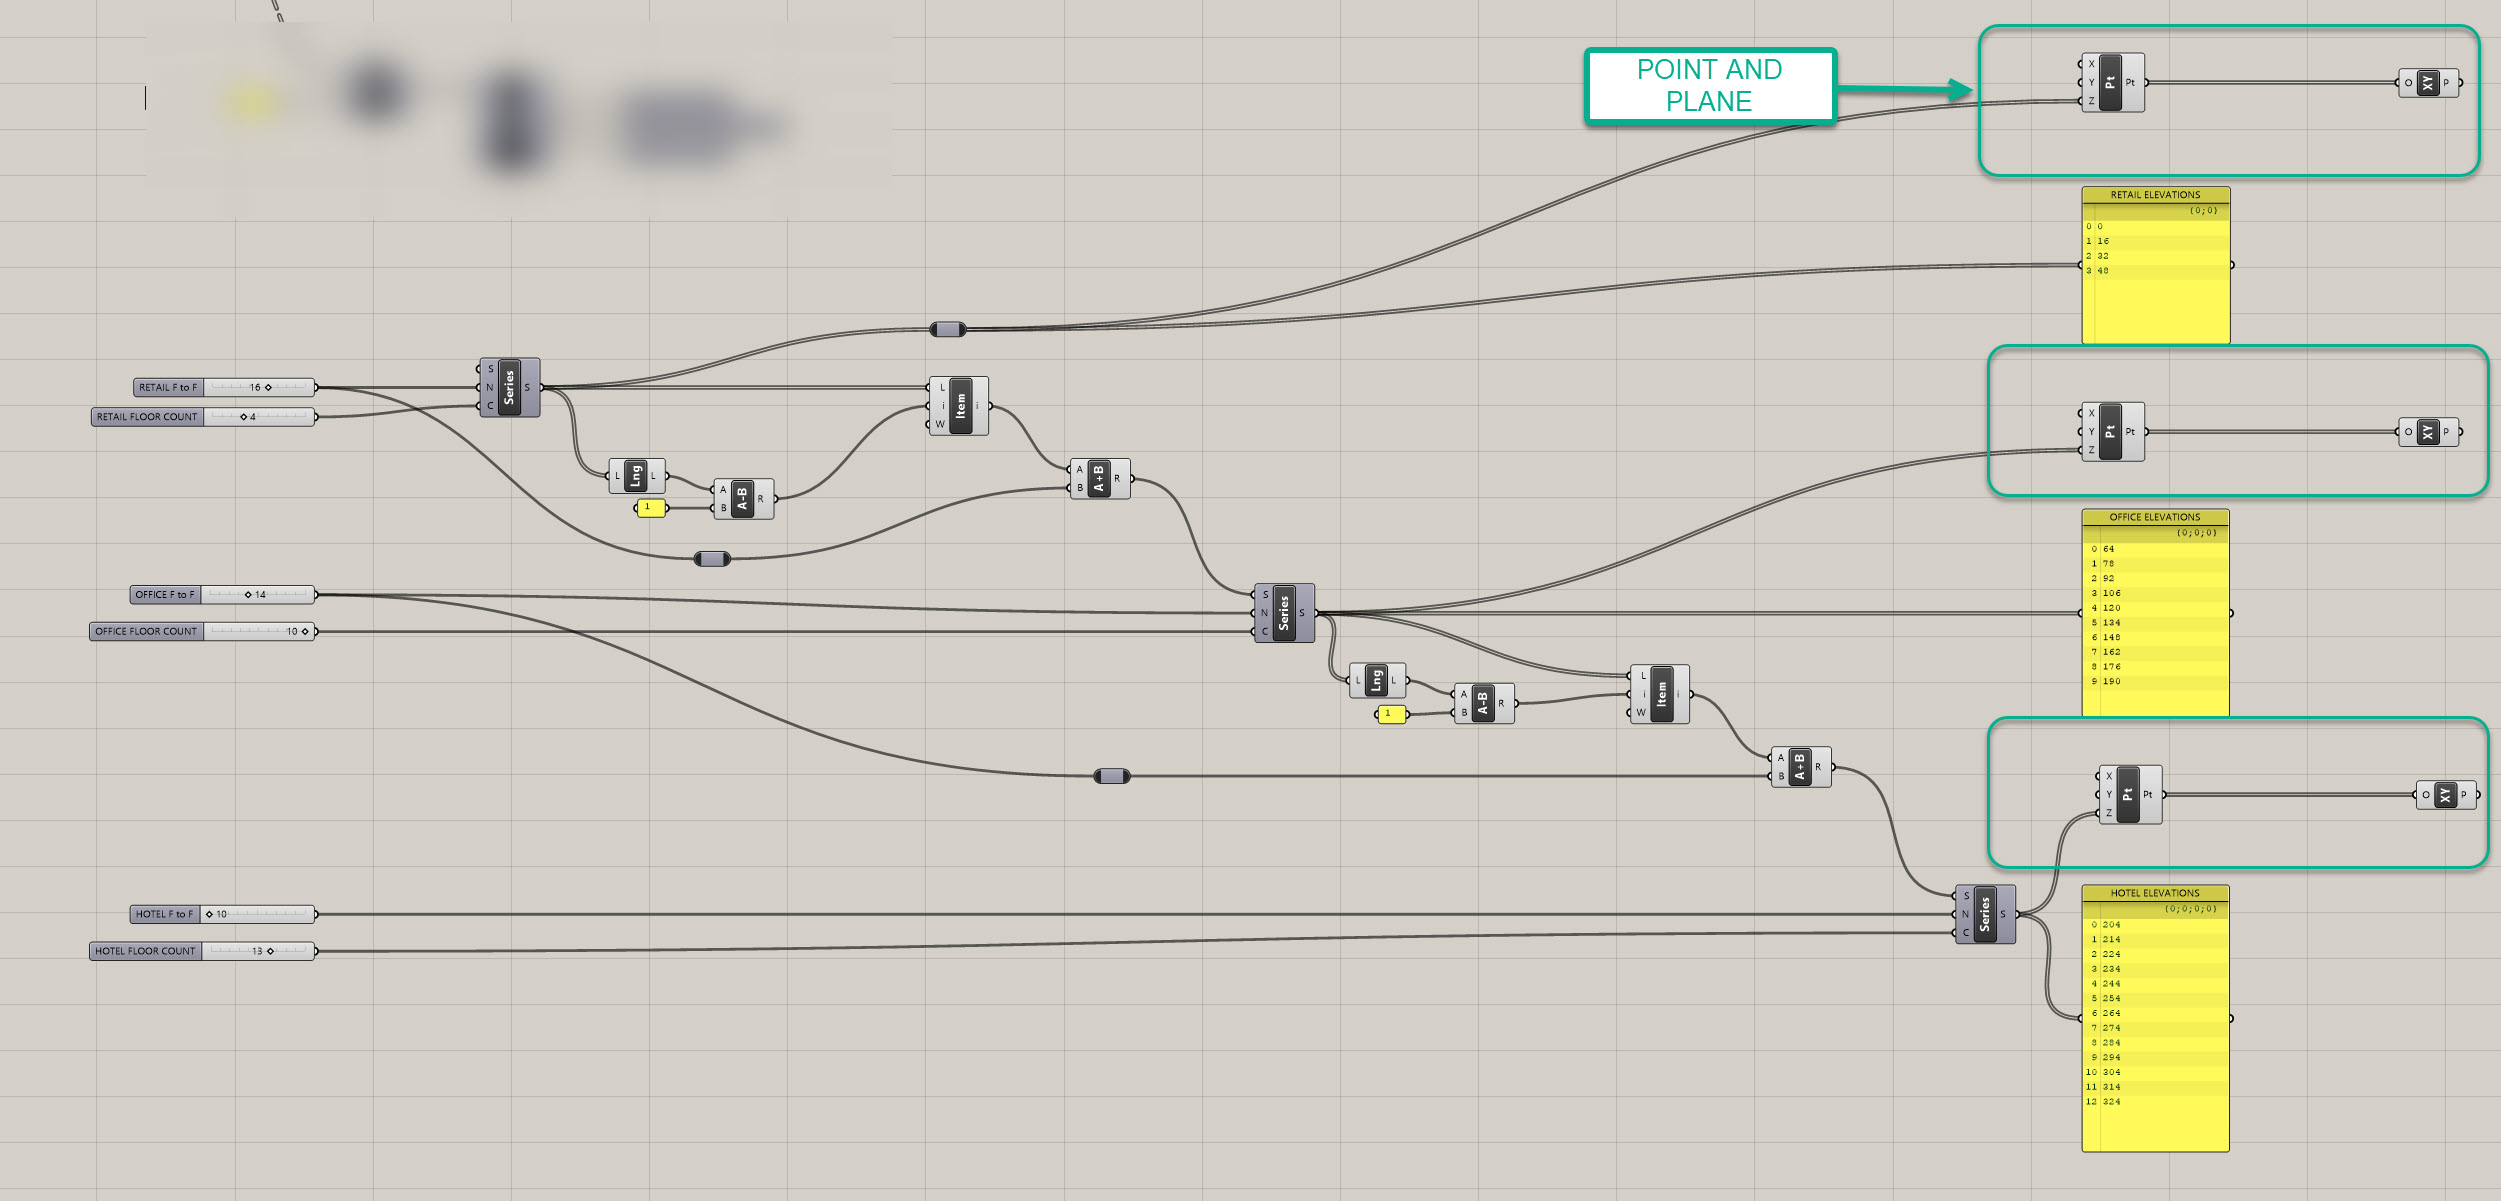 POINT AND
PLANE
X
Y
Z
Pt
Pt
O
XY
P
RETAIL ELEVATIONS
{0;0}
0 0
1 16
2 32
3 48
RETAIL F to F 16
RETAIL FLOOR COUNT 4
S
N
C
Series
S
L
i
W
Item
i
L
Lng
L
1
A
B
A-B
R
A
B
A+B
R
X
Y
Z
Pt
Pt
O
XY
P
OFFICE ELEVATIONS
{0;0;0}
0 64
1 78
2 92
3 106
4 120
5 134
6 148
7 162
8 176
9 190
OFFICE F to F 14
OFFICE FLOOR COUNT 10
S
N
C
Series
S
L
Lng
L
1
A
B
A-B
R
L
i
W
Item
i
A
B
A+B
R
X
Y
Z
Pt
Pt
O
XY
P
HOTEL F to F 10
HOTEL FLOOR COUNT 13
S
N
C
Series
S
HOTEL ELEVATIONS
{0;0;0;0}
0 204
1 214
2 224
3 234
4 244
5 254
6 264
7 274
8 284
9 294
10 304
11 314
12 324